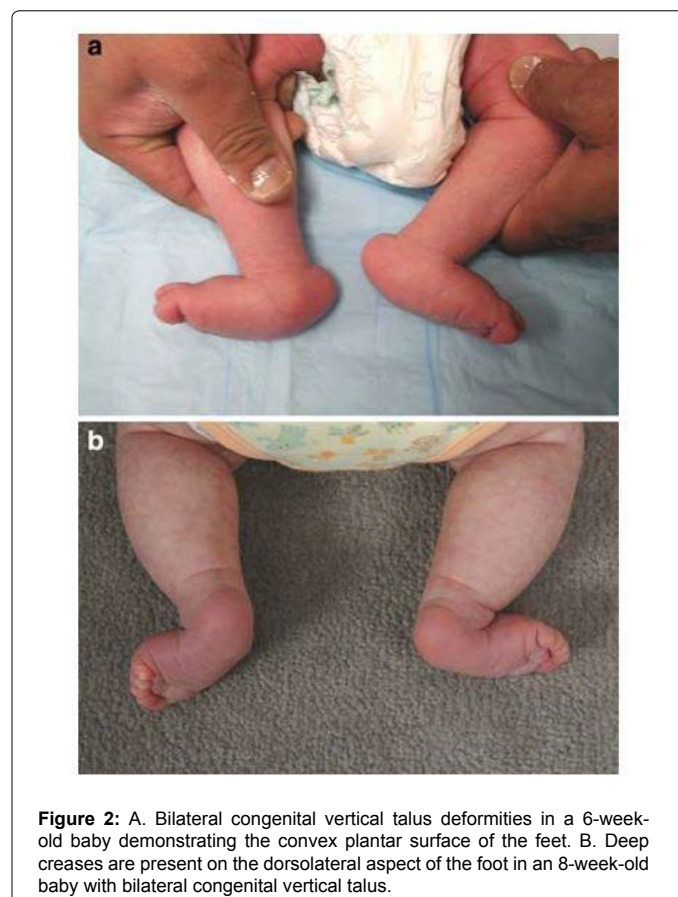 a
b
Figure 2: A. Bilateral congenital vertical talus deformities in a 6-week-
old baby demonstrating the convex plantar surface of the feet. B. Deep
creases are present on the dorsolateral aspect of the foot in an 8-week-old
baby with bilateral congenital vertical talus.